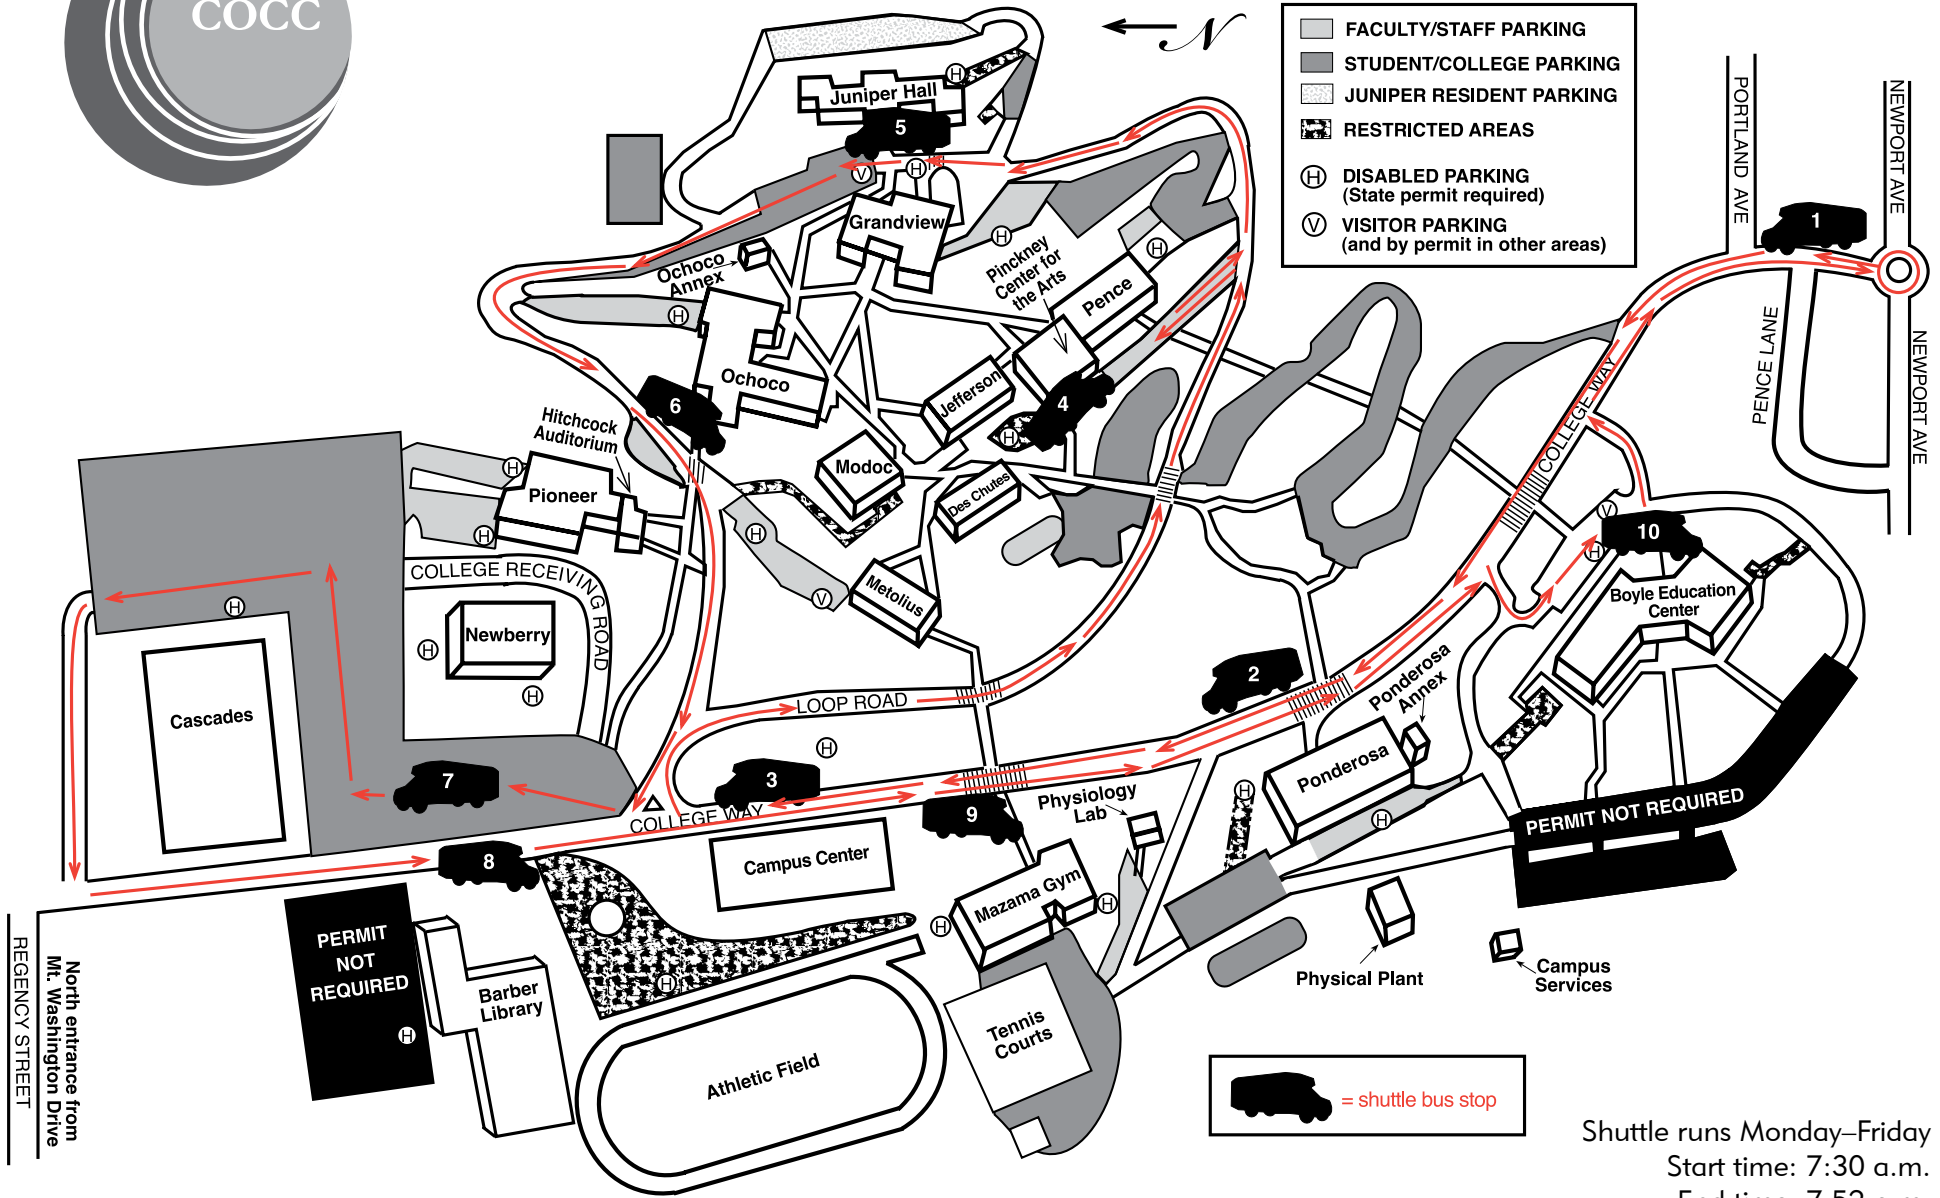 COCC
N
FACULTY/STAFF PARKING
STUDENT/COLLEGE PARKING
JUNIPER RESIDENT PARKING
RESTRICTED AREAS
H
DISABLED PARKING
(State permit required)
V
VISITOR PARKING
(and by permit in other areas)
PORTLAND AVE
NEWPORT AVE
1
PENCE LANE
NEWPORT AVE
Juniper Hall
H
5
V
H
Grandview
H
Ochoco
Annex
Pinckney
Center for
the Arts
H
Pence
H
Ochoco
6
Jefferson
4
H
Hitchcock
Auditorium
H
Pioneer
H
Modoc
Des Chutes
H
V
Metolius
COLLEGE WAY
V
10
H
Boyle Education
Center
COLLEGE RECEIVING
ROAD
H
Newberry
H
H
Cascades
LOOP ROAD
2
Ponderosa
Annex
H
7
3
COLLEGE WAY
9
Physiology
Lab
H
Ponderosa
H
PERMIT NOT REQUIRED
8
Campus Center
Mazama Gym
H
H
PERMIT
NOT
REQUIRED
H
Barber
Library
H
Physical Plant
Campus
Services
Tennis
Courts
Athletic Field
North entrance from
Mt. Washington Drive
REGENCY STREET
= shuttle bus stop
Shuttle runs Monday–Friday
Start time: 7:30 a.m.